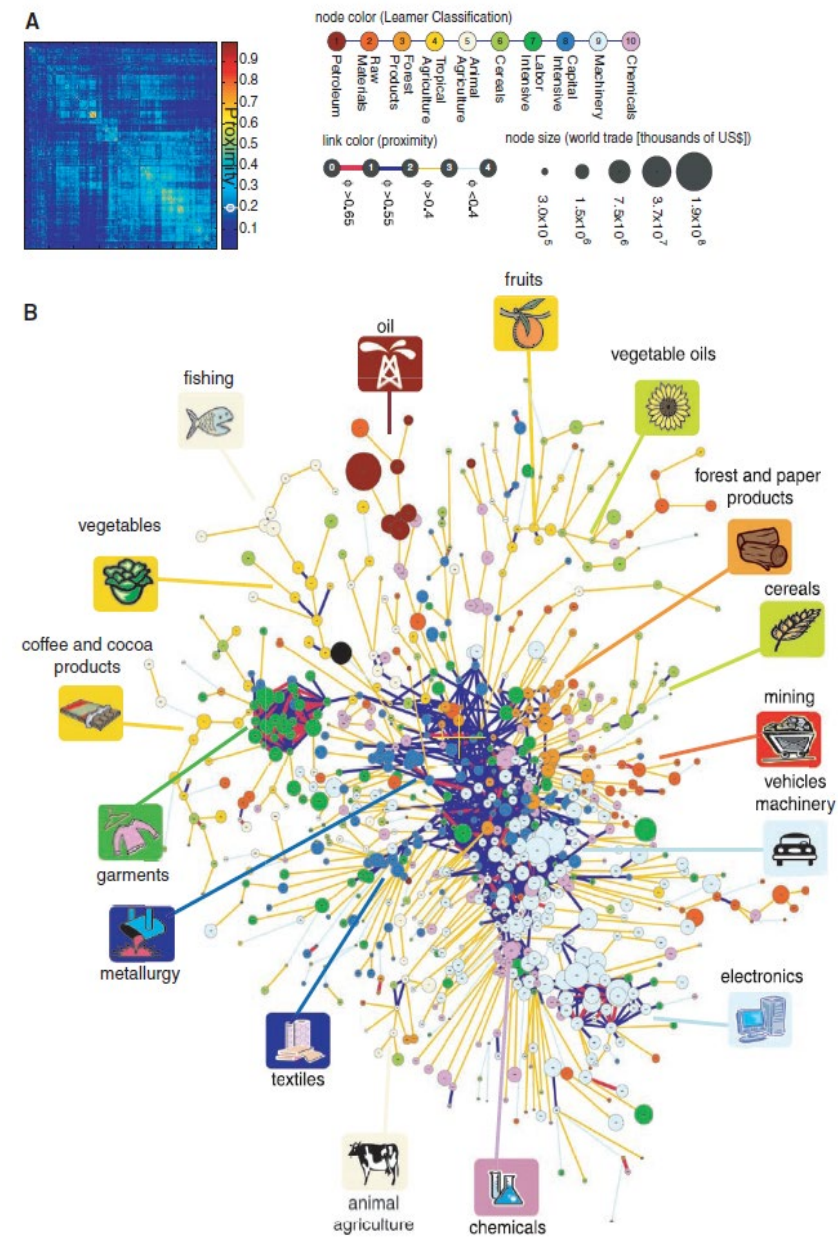 A
node color (Leamer Classification)
1 2 3 4 5 6 7 8 9 10
Petroleum
Raw
Materials
Forest
Products
Tropical
Agriculture
Animal
Agriculture
Cereals
Labor
Intensive
Capital
Intensive
Machinery
Chemicals
0.9
0.8
0.7
0.6
0.5
0.4
0.3
0.2
0.1
Proximity, ϕ
link color (proximity)
0 1 2 3 4
ϕ >0.65
ϕ >0.55
ϕ >0.4
ϕ <0.4
node size (world trade [thousands of US$])
3.0x10⁵
1.5x10⁶
7.5x10⁶
3.7x10⁷
1.9x10⁸
B
fruits
oil
vegetable oils
fishing
forest and paper
products
vegetables
cereals
coffee and cocoa
products
mining
vehicles
machinery
garments
metallurgy
electronics
textiles
animal
agriculture
chemicals